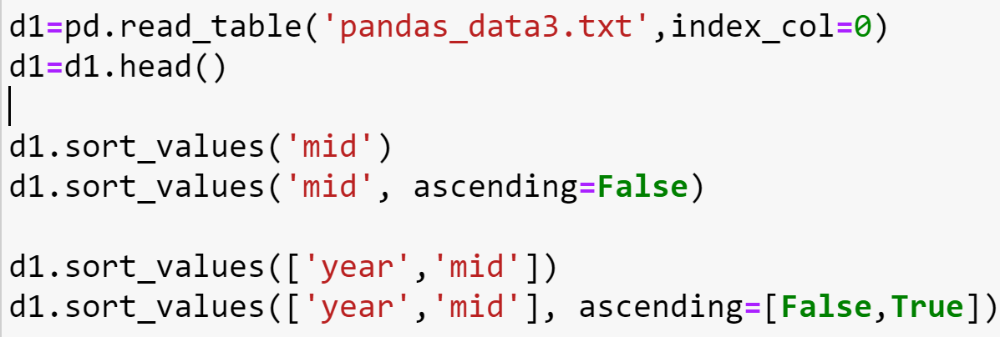 d1=pd.read_table('pandas_data3.txt',index_col=0)
d1=d1.head()
d1.sort_values('mid')
d1.sort_values('mid', ascending=False)
d1.sort_values(['year','mid'])
d1.sort_values(['year','mid'], ascending=[False,True])